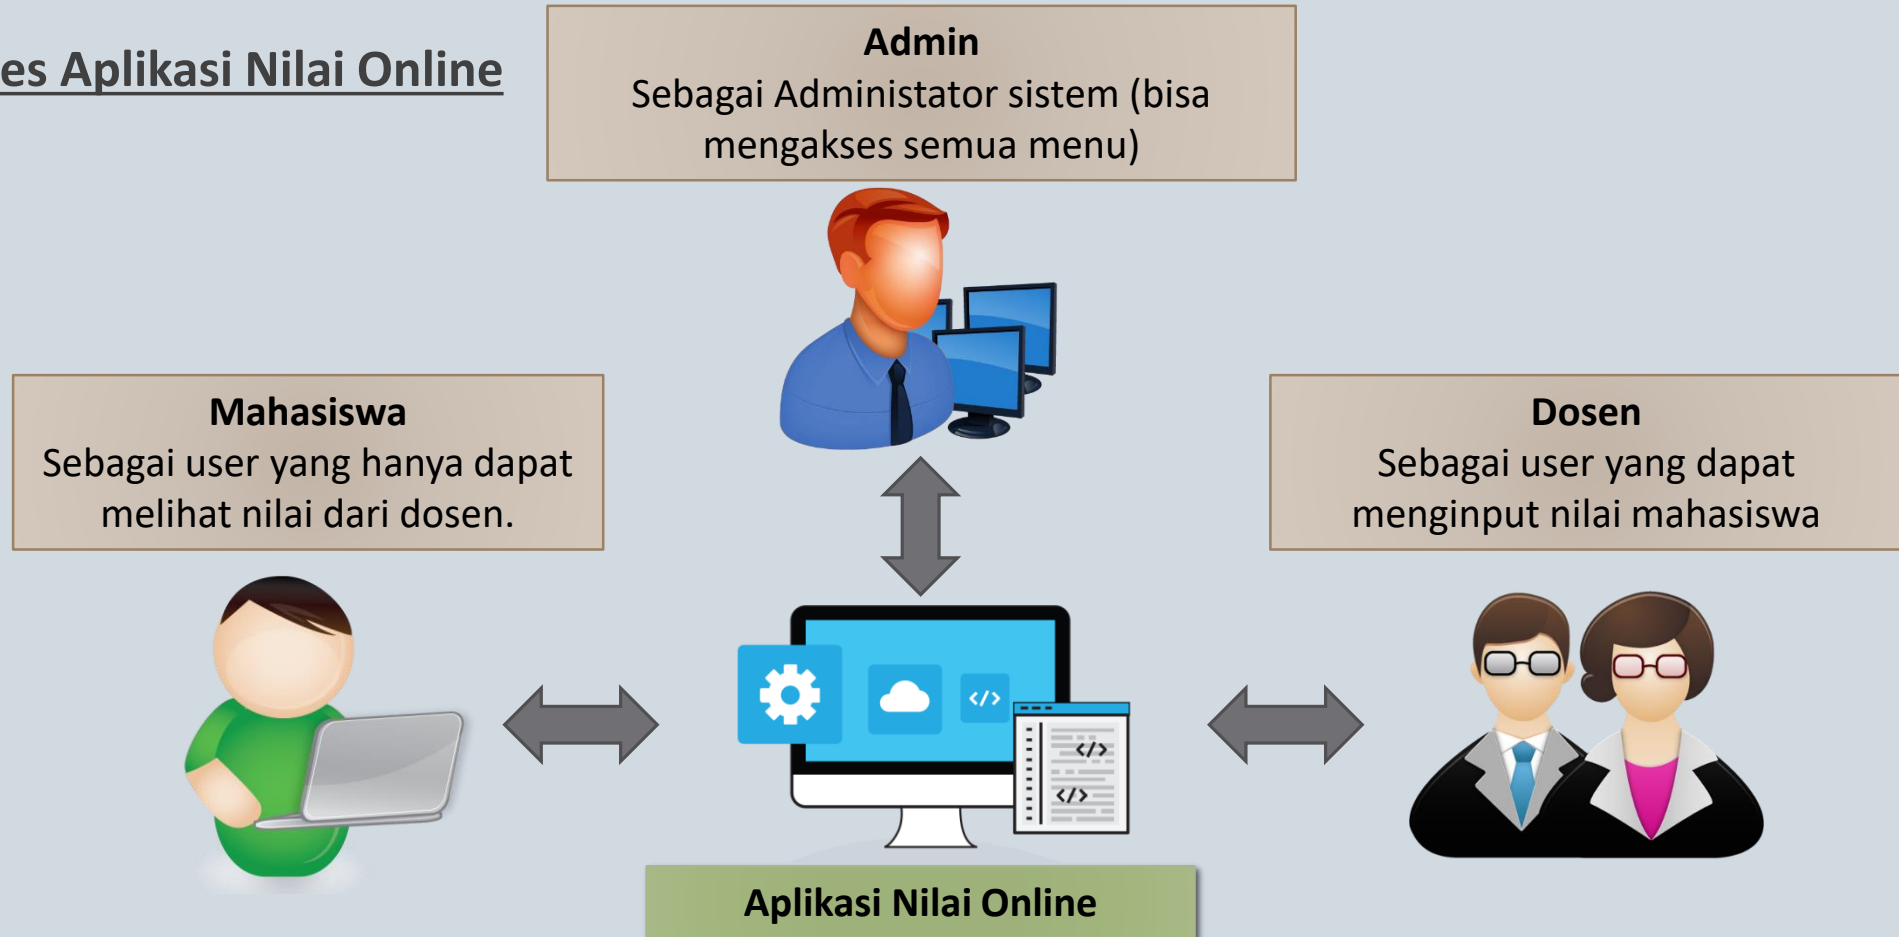 es Aplikasi Nilai Online
Admin
Sebagai Administator sistem (bisa
mengakses semua menu)
Mahasiswa
Sebagai user yang hanya dapat
melihat nilai dari dosen.
Dosen
Sebagai user yang dapat
menginput nilai mahasiswa
</>
</>
</>
Aplikasi Nilai Online